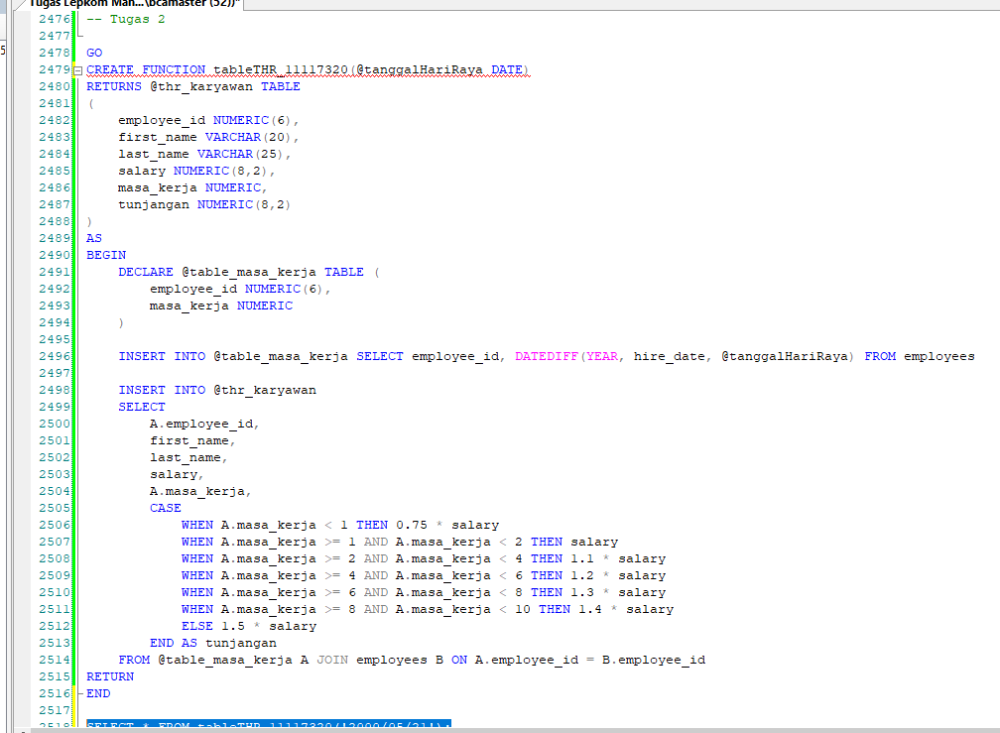 Tugas Lepkom Man...\bcamaster (52))*
2476 -- Tugas 2
2477
2478 GO
2479 CREATE FUNCTION tableTHR_11117320(@tanggalHariRaya DATE)
2480 RETURNS @thr_karyawan TABLE
2481 (
2482 employee_id NUMERIC(6),
2483 first_name VARCHAR(20),
2484 last_name VARCHAR(25),
2485 salary NUMERIC(8,2),
2486 masa_kerja NUMERIC,
2487 tunjangan NUMERIC(8,2)
2488 )
2489 AS
2490 BEGIN
2491 DECLARE @table_masa_kerja TABLE (
2492 employee_id NUMERIC(6),
2493 masa_kerja NUMERIC
2494 )
2495
2496 INSERT INTO @table_masa_kerja SELECT employee_id, DATEDIFF(YEAR, hire_date, @tanggalHariRaya) FROM employees
2497
2498 INSERT INTO @thr_karyawan
2499 SELECT
2500 A.employee_id,
2501 first_name,
2502 last_name,
2503 salary,
2504 A.masa_kerja,
2505 CASE
2506 WHEN A.masa_kerja < 1 THEN 0.75 * salary
2507 WHEN A.masa_kerja >= 1 AND A.masa_kerja < 2 THEN salary
2508 WHEN A.masa_kerja >= 2 AND A.masa_kerja < 4 THEN 1.1 * salary
2509 WHEN A.masa_kerja >= 4 AND A.masa_kerja < 6 THEN 1.2 * salary
2510 WHEN A.masa_kerja >= 6 AND A.masa_kerja < 8 THEN 1.3 * salary
2511 WHEN A.masa_kerja >= 8 AND A.masa_kerja < 10 THEN 1.4 * salary
2512 ELSE 1.5 * salary
2513 END AS tunjangan
2514 FROM @table_masa_kerja A JOIN employees B ON A.employee_id = B.employee_id
2515 RETURN
2516 END
2517
2518 SELECT * FROM tableTHR_11117320('2000/05/21');